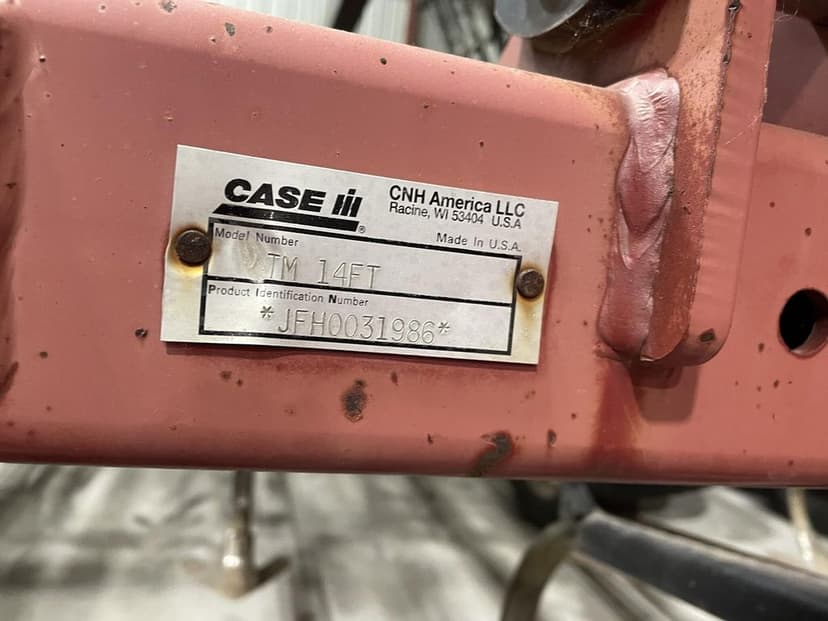 CASE IH ®
CNH America LLC
Racine, WI 53404 U.S.A
Made In U.S.A.
Model Number
TM 14FT
Product Identification Number
*JFH0031986*